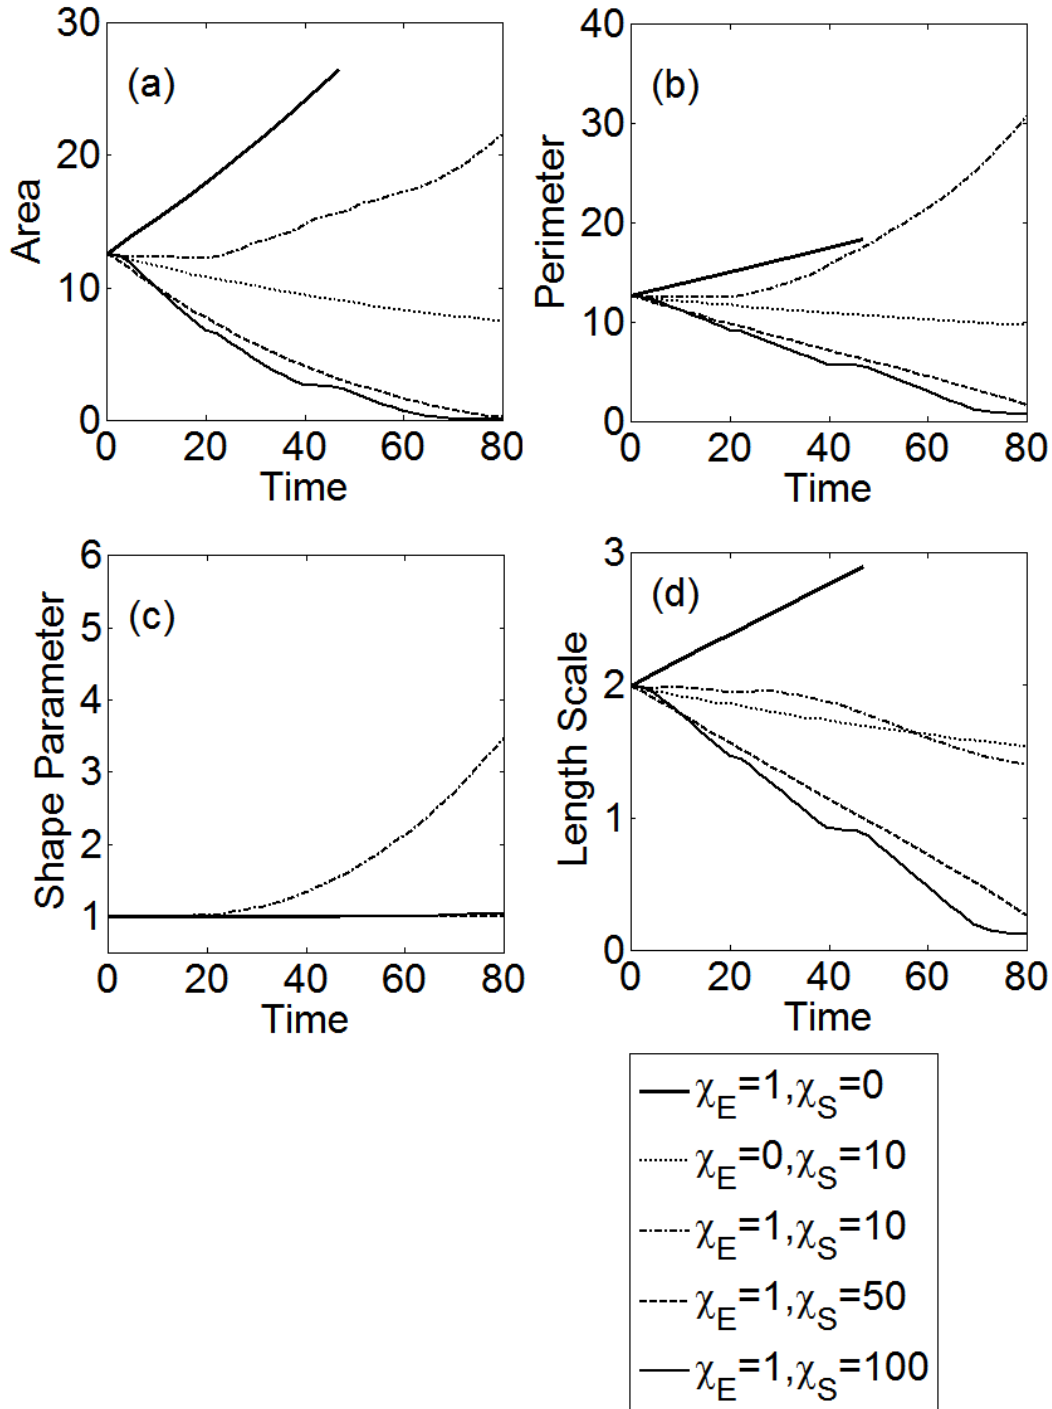 (a)
Area
30
20
10
0
0 20 40 60 80
Time
(b)
Perimeter
40
30
20
10
0
0 20 40 60 80
Time
(c)
Shape Parameter
6
5
4
3
2
1
0 20 40 60 80
Time
(d)
Length Scale
3
2
1
0
0 20 40 60 80
Time
χE=1,χS=0
χE=0,χS=10
χE=1,χS=10
χE=1,χS=50
χE=1,χS=100